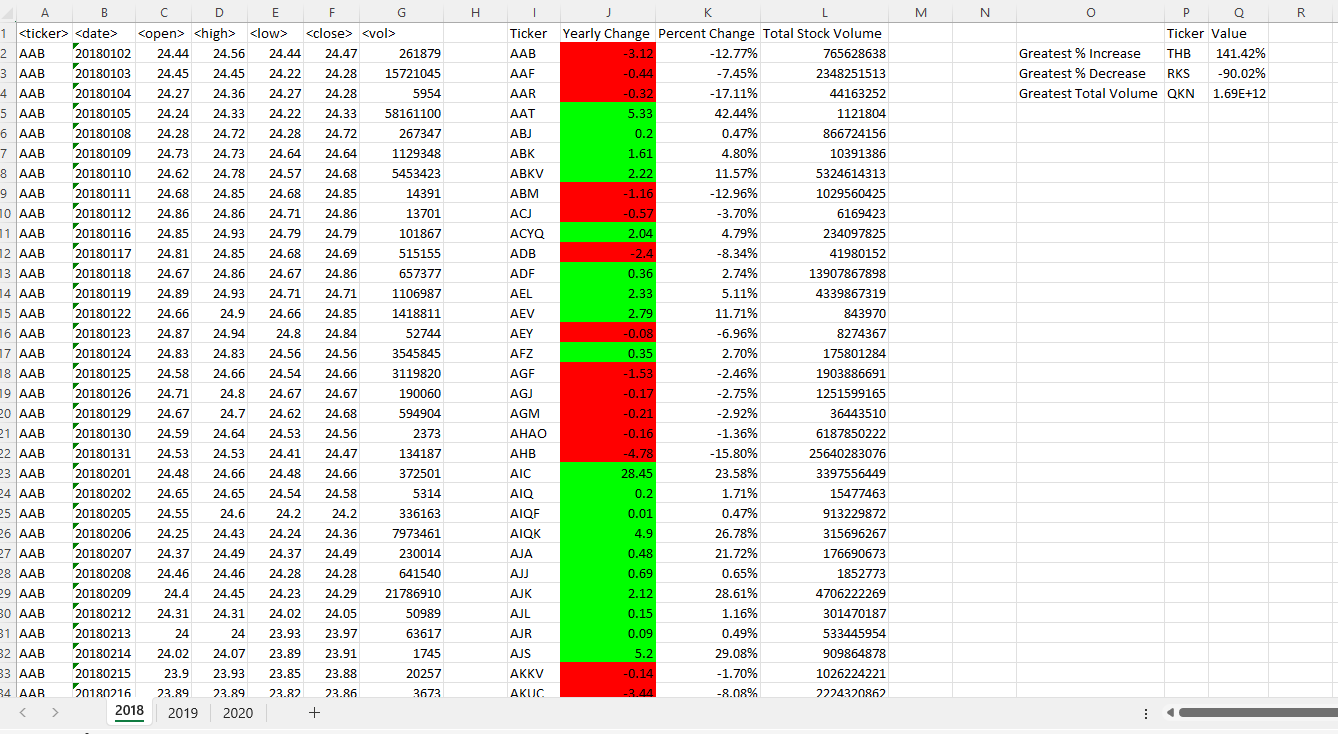 A B C D E F G H I J K L M N O P Q R
1 <ticker> <date> <open> <high> <low> <close> <vol> Ticker Yearly Change Percent Change Total Stock Volume Ticker Value
2 AAB 20180102 24.44 24.56 24.44 24.47 261879 AAB -3.12 -12.77% 765628638 Greatest % Increase THB 141.42%
3 AAB 20180103 24.45 24.45 24.22 24.28 15721045 AAF -0.44 -7.45% 2348251513 Greatest % Decrease RKS -90.02%
4 AAB 20180104 24.27 24.36 24.27 24.28 5954 AAR -0.32 -17.11% 44163252 Greatest Total Volume QKN 1.69E+12
5 AAB 20180105 24.24 24.33 24.22 24.33 58161100 AAT 5.33 42.44% 1121804
6 AAB 20180108 24.28 24.72 24.28 24.72 267347 ABJ 0.2 0.47% 866724156
7 AAB 20180109 24.73 24.73 24.64 24.64 1129348 ABK 1.61 4.80% 10391386
8 AAB 20180110 24.62 24.78 24.57 24.68 5453423 ABKV 2.22 11.57% 5324614313
9 AAB 20180111 24.68 24.85 24.68 24.85 14391 ABM -1.16 -12.96% 1029560425
10 AAB 20180112 24.86 24.86 24.71 24.86 13701 ACJ -0.57 -3.70% 6169423
11 AAB 20180116 24.85 24.93 24.79 24.79 101867 ACYQ 2.04 4.79% 234097825
12 AAB 20180117 24.81 24.85 24.68 24.69 515155 ADB -2.4 -8.34% 41980152
13 AAB 20180118 24.67 24.86 24.67 24.86 657377 ADF 0.36 2.74% 13907867898
14 AAB 20180119 24.89 24.93 24.71 24.71 1106987 AEL 2.33 5.11% 4339867319
15 AAB 20180122 24.66 24.9 24.66 24.85 1418811 AEV 2.79 11.71% 843970
16 AAB 20180123 24.87 24.94 24.8 24.84 52744 AEY -0.08 -6.96% 8274367
17 AAB 20180124 24.83 24.83 24.56 24.56 3545845 AFZ 0.35 2.70% 175801284
18 AAB 20180125 24.58 24.66 24.54 24.66 3119820 AGF -1.53 -2.46% 1903886691
19 AAB 20180126 24.71 24.8 24.67 24.67 190060 AGJ -0.17 -2.75% 1251599165
20 AAB 20180129 24.67 24.7 24.62 24.68 594904 AGM -0.21 -2.92% 36443510
21 AAB 20180130 24.59 24.64 24.53 24.56 2373 AHAO -0.16 -1.36% 6187850222
22 AAB 20180131 24.53 24.53 24.41 24.47 134187 AHB -4.78 -15.80% 25640283076
23 AAB 20180201 24.48 24.66 24.48 24.66 372501 AIC 28.45 23.58% 3397556449
24 AAB 20180202 24.65 24.65 24.54 24.58 5314 AIQ 0.2 1.71% 15477463
25 AAB 20180205 24.55 24.6 24.2 24.2 336163 AIQF 0.01 0.47% 913229872
26 AAB 20180206 24.25 24.43 24.24 24.36 7973461 AIQK 4.9 26.78% 315696267
27 AAB 20180207 24.37 24.49 24.37 24.49 230014 AJA 0.48 21.72% 176690673
28 AAB 20180208 24.46 24.46 24.28 24.28 641540 AJJ 0.69 0.65% 1852773
29 AAB 20180209 24.4 24.45 24.23 24.29 21786910 AJK 2.12 28.61% 4706222269
30 AAB 20180212 24.31 24.31 24.02 24.05 50989 AJL 0.15 1.16% 301470187
31 AAB 20180213 24 24 23.93 23.97 63617 AJR 0.09 0.49% 533445954
32 AAB 20180214 24.02 24.07 23.89 23.91 1745 AJS 5.2 29.08% 909864878
33 AAB 20180215 23.9 23.93 23.85 23.88 20257 AKKV -0.14 -1.70% 1026224221
34 AAB 20180216 23.89 23.89 23.82 23.86 3673 AKUC -3.44 -8.08% 2224320862
2018 2019 2020